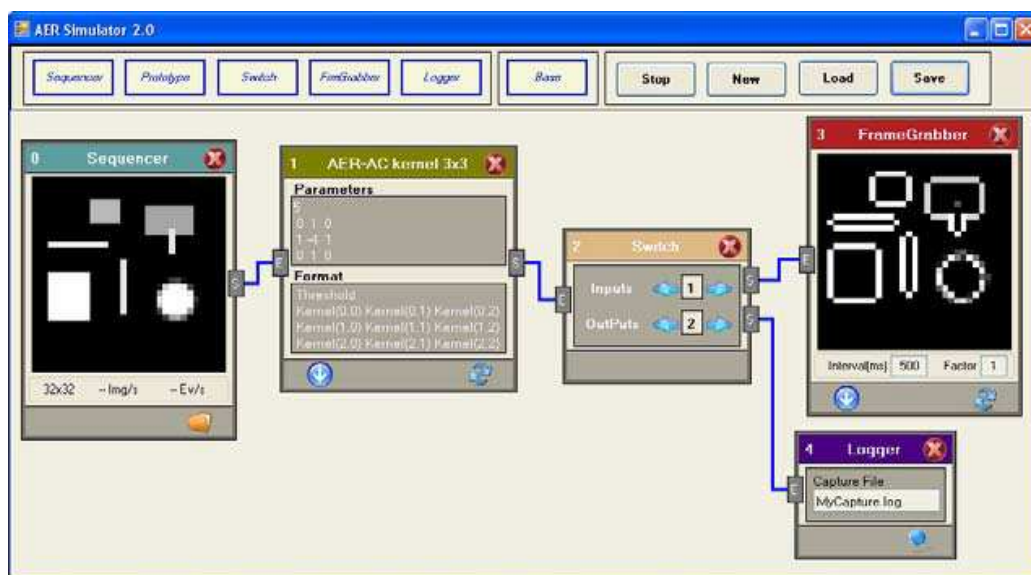 AER Simulator 2.0
Sequencer Prototype Switch FrmGrabber Logger Base Stop New Load Save
0 Sequencer
32x32 --Img/s --Ev/s
S
1 AER-AC kernel 3x3
Parameters
5
0 1 0
1 -4 1
0 1 0
Format
Threshold
Kernel(0.0) Kernel(0.1) Kernel(0.2)
Kernel(1.0) Kernel(1.1) Kernel(1.2)
Kernel(2.0) Kernel(2.1) Kernel(2.2)
E
S
2 Switch
Inputs 1
OutPuts 2
E
S
S
3 FrameGrabber
Interval[ms] 500 Factor 1
E
4 Logger
Capture File
MyCapture.log
E